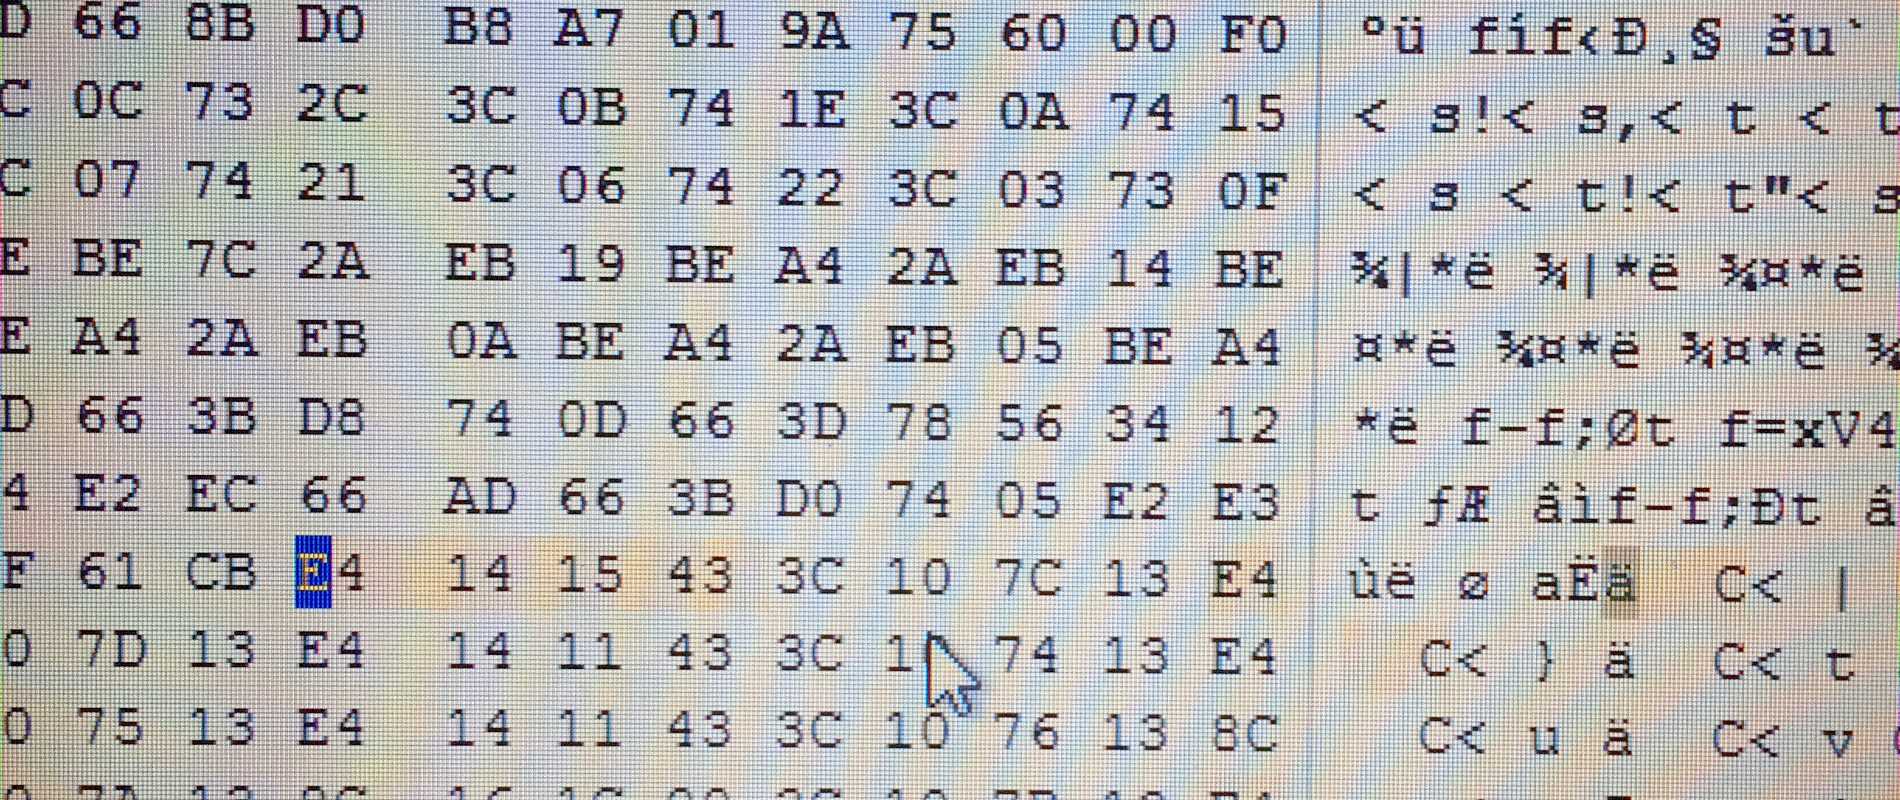 D 66 8B D0 B8 A7 01 9A 75 60 00 F0 °ü fíf‹Ð¸§ šu`
C 0C 73 2C 3C 0B 74 1E 3C 0A 74 15 < s!< s,< t < t
C 07 74 21 3C 06 74 22 3C 03 73 0F < s < t!< t"< s
E BE 7C 2A EB 19 BE A4 2A EB 14 BE ¾|*ë ¾|*ë ¾¤*ë
E A4 2A EB 0A BE A4 2A EB 05 BE A4 ¤*ë ¾¤*ë ¾¤*ë ¾
D 66 3B D8 74 0D 66 3D 78 56 34 12 *ë f-f;Øt f=xV4
4 E2 EC 66 AD 66 3B D0 74 05 E2 E3 t ƒÆ âìf-f;Ðt â
F 61 CB E4 14 15 43 3C 10 7C 13 E4 ùë ø aËä C< |
0 7D 13 E4 14 11 43 3C 1 74 13 E4 C< } ä C< t
0 75 13 E4 14 11 43 3C 10 76 13 8C C< u ä C< v